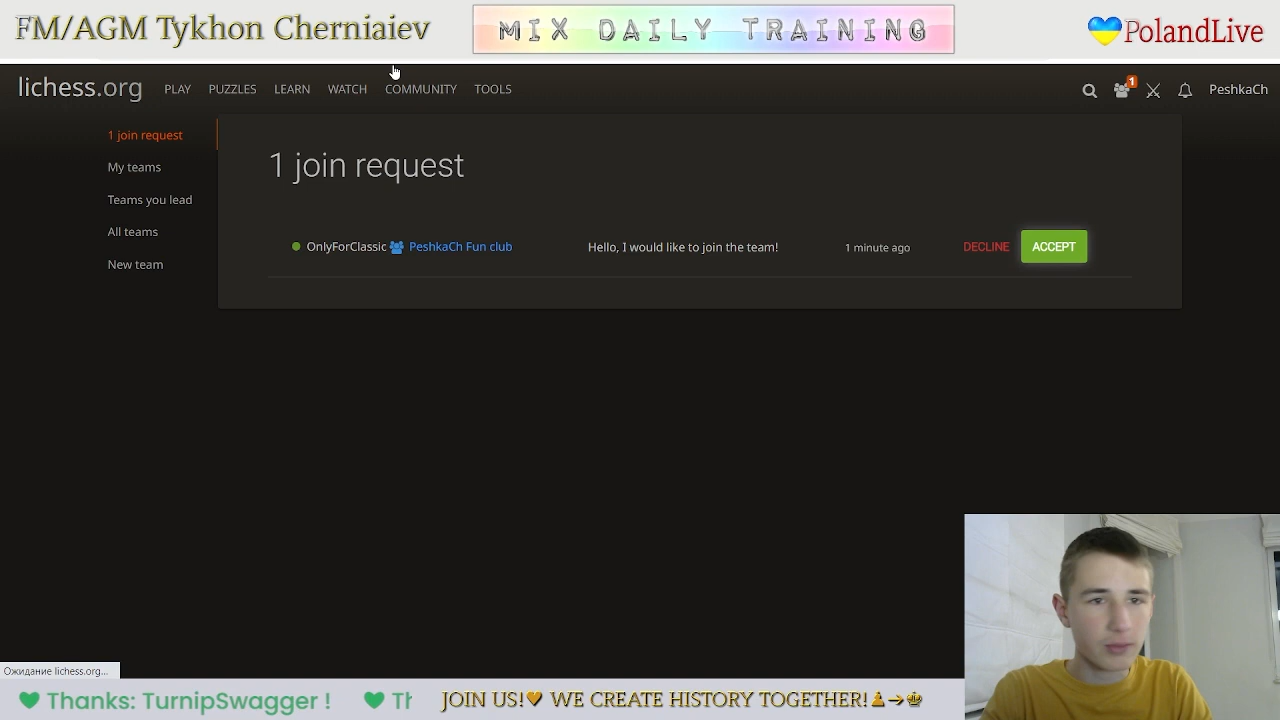 FM/AGM Tykhon Cherniaiev
MIX DAILY TRAINING
PolandLive
lichess.org PLAY PUZZLES LEARN WATCH COMMUNITY TOOLS 1 PeshkaCh
1 join request
My teams
Teams you lead
All teams
New team
1 join request
OnlyForClassic PeshkaCh Fun club Hello, I would like to join the team! 1 minute ago DECLINE ACCEPT
Ожидание lichess.org...
💚 Thanks: TurnipSwagger ! 💚 Th
JOIN US!🧡 WE CREATE HISTORY TOGETHER!♟→♚